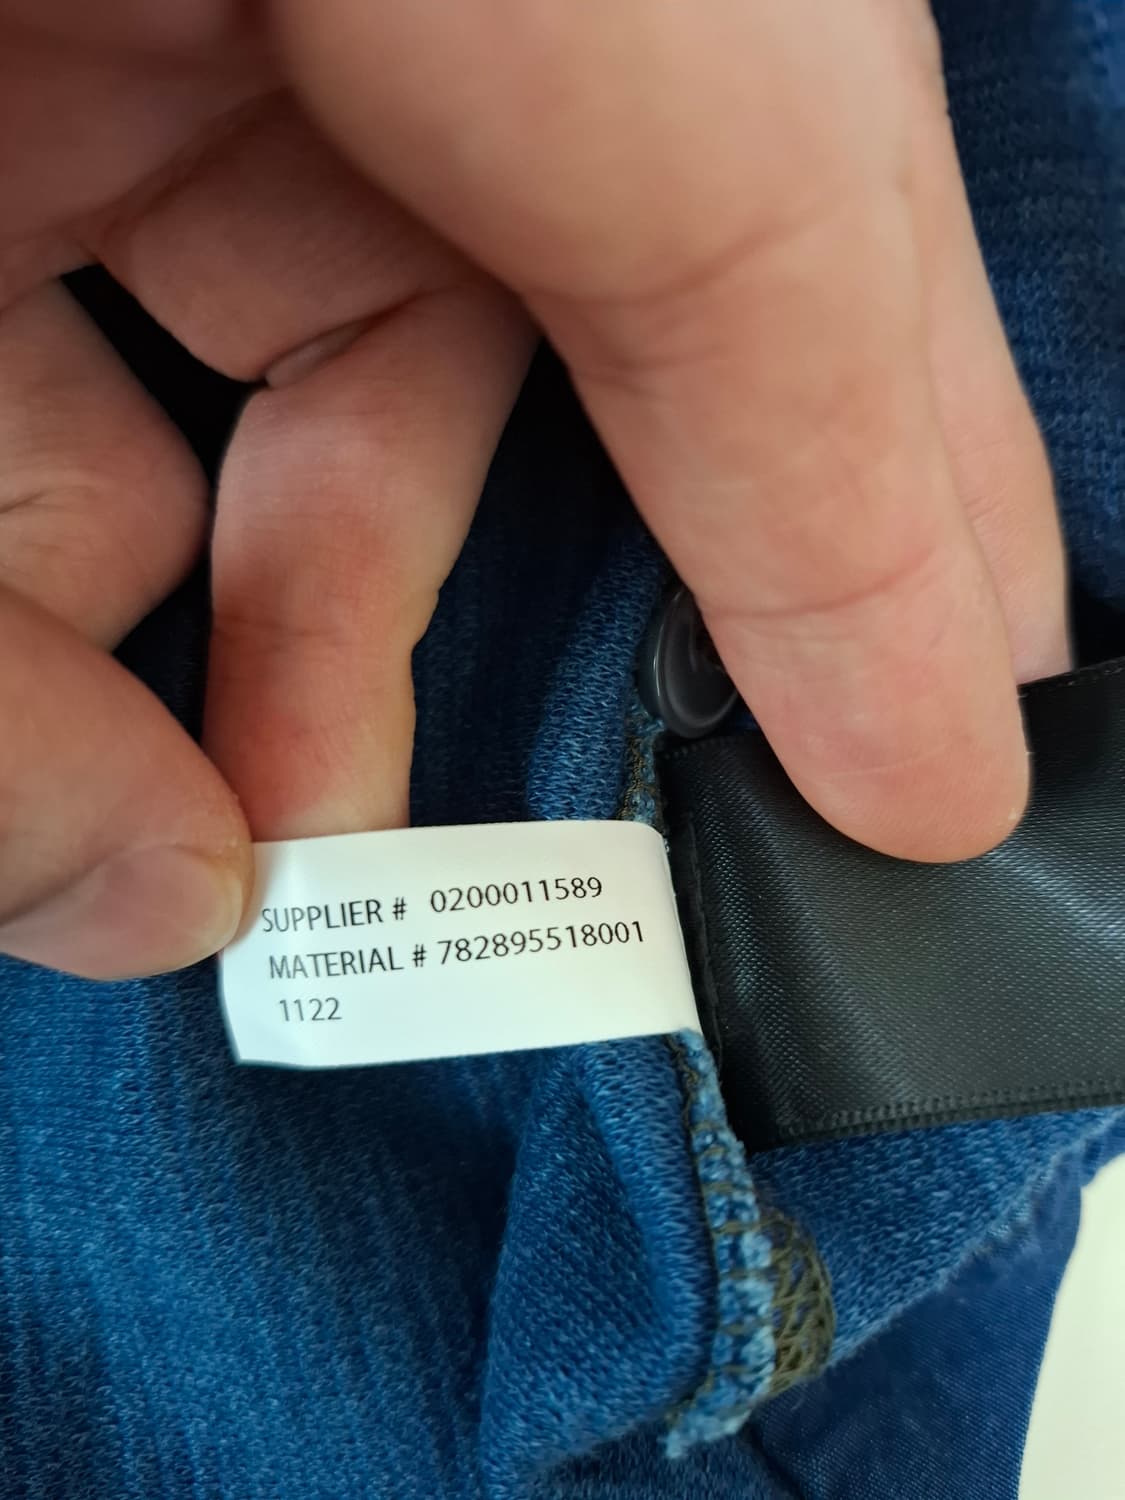 SUPPLIER # 0200011589
MATERIAL # 782895518001
1122